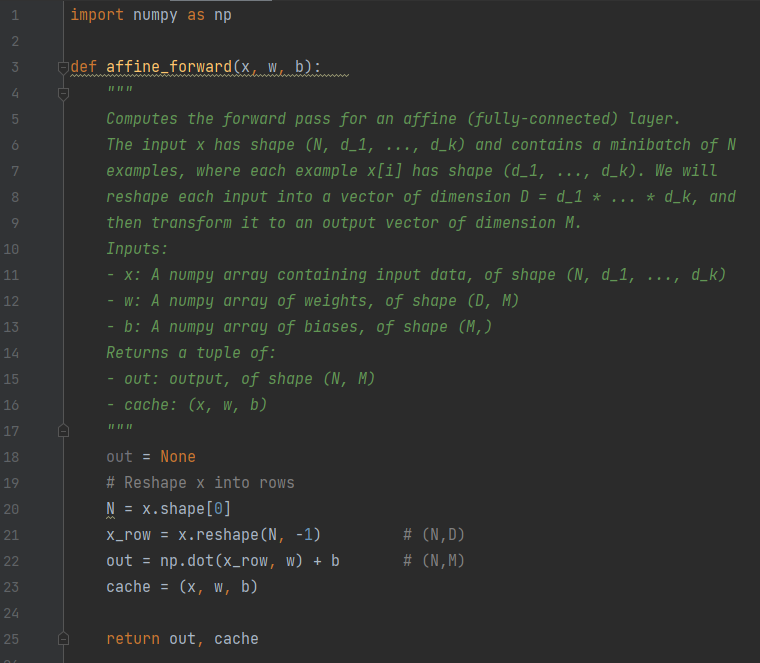 1 import numpy as np
2
3 def affine_forward(x, w, b):
4 """
5 Computes the forward pass for an affine (fully-connected) layer.
6 The input x has shape (N, d_1, ..., d_k) and contains a minibatch of N
7 examples, where each example x[i] has shape (d_1, ..., d_k). We will
8 reshape each input into a vector of dimension D = d_1 * ... * d_k, and
9 then transform it to an output vector of dimension M.
10 Inputs:
11 - x: A numpy array containing input data, of shape (N, d_1, ..., d_k)
12 - w: A numpy array of weights, of shape (D, M)
13 - b: A numpy array of biases, of shape (M,)
14 Returns a tuple of:
15 - out: output, of shape (N, M)
16 - cache: (x, w, b)
17 """
18 out = None
19 # Reshape x into rows
20 N = x.shape[0]
21 x_row = x.reshape(N, -1) # (N,D)
22 out = np.dot(x_row, w) + b # (N,M)
23 cache = (x, w, b)
24
25 return out, cache